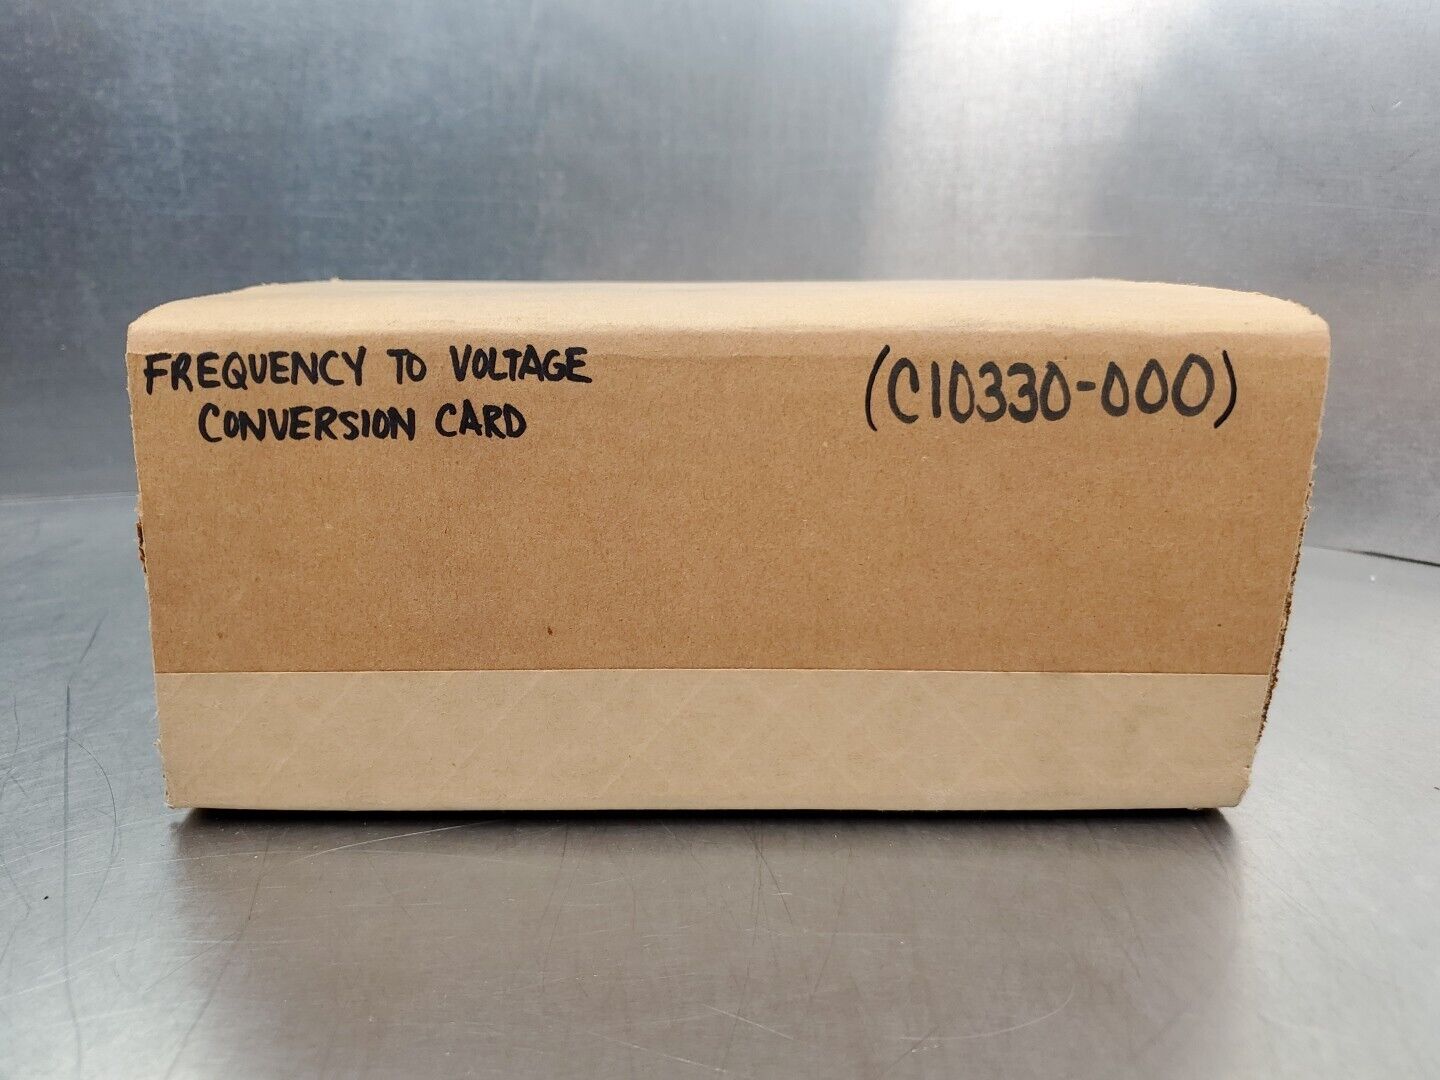 FREQUENCY TO VOLTAGE
CONVERSION CARD
(C10330-000)